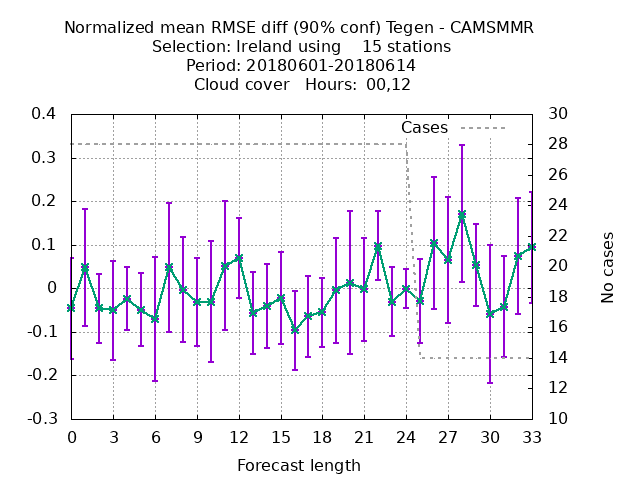 Normalized mean RMSE diff (90% conf) Tegen - CAMSMMR
Selection: Ireland using    15 stations
Period: 20180601-20180614
Cloud cover   Hours: 00,12
0.4
0.3
0.2
0.1
0
-0.1
-0.2
-0.3
Cases
30
28
26
24
22
20
18
16
14
12
10
No cases
0 3 6 9 12 15 18 21 24 27 30 33
Forecast length